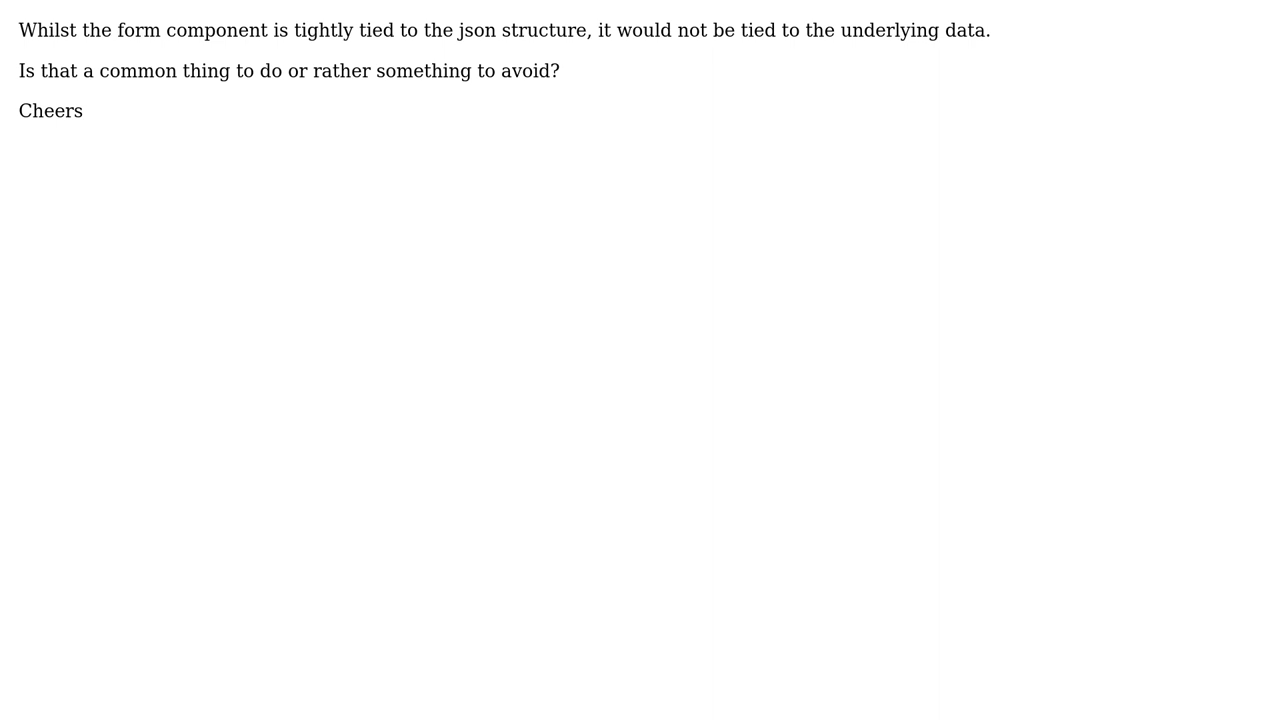 Whilst the form component is tightly tied to the json structure, it would not be tied to the underlying data.
Is that a common thing to do or rather something to avoid?
Cheers